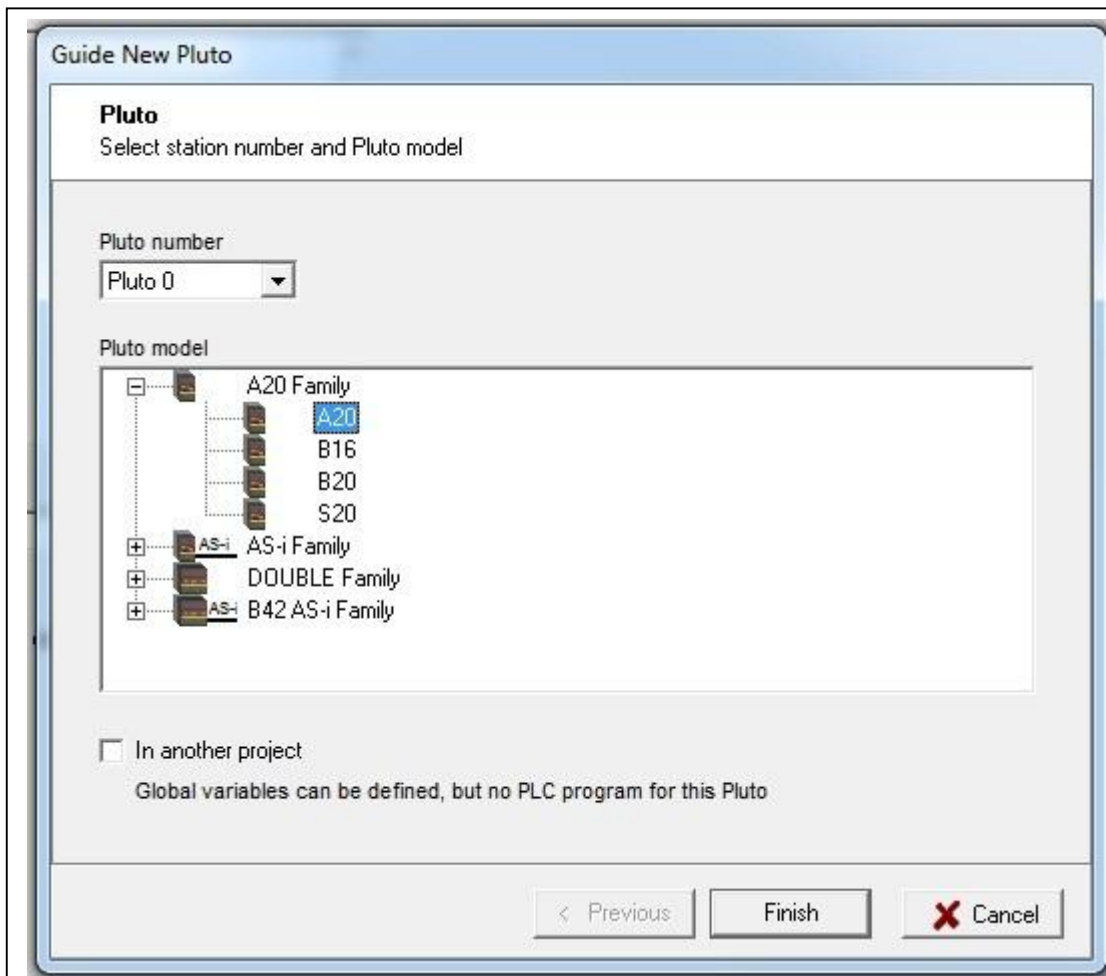 Guide New Pluto
Pluto
Select station number and Pluto model
Pluto number
Pluto 0
Pluto model
A20 Family
A20
B16
B20
S20
AS-i AS-i Family
DOUBLE Family
AS-i B42 AS-i Family
In another project
Global variables can be defined, but no PLC program for this Pluto
< Previous Finish Cancel